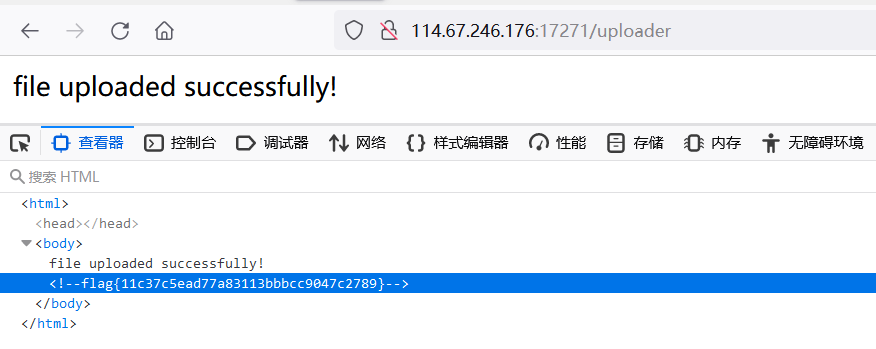 114.67.246.176:17271/uploader
file uploaded successfully!
查看器 控制台 调试器 网络 样式编辑器 性能 存储 内存 无障碍环境
搜索 HTML
<html>
<head></head>
<body>
file uploaded successfully!
<!--flag{11c37c5ead77a83113bbbcc9047c2789}-->
</body>
</html>